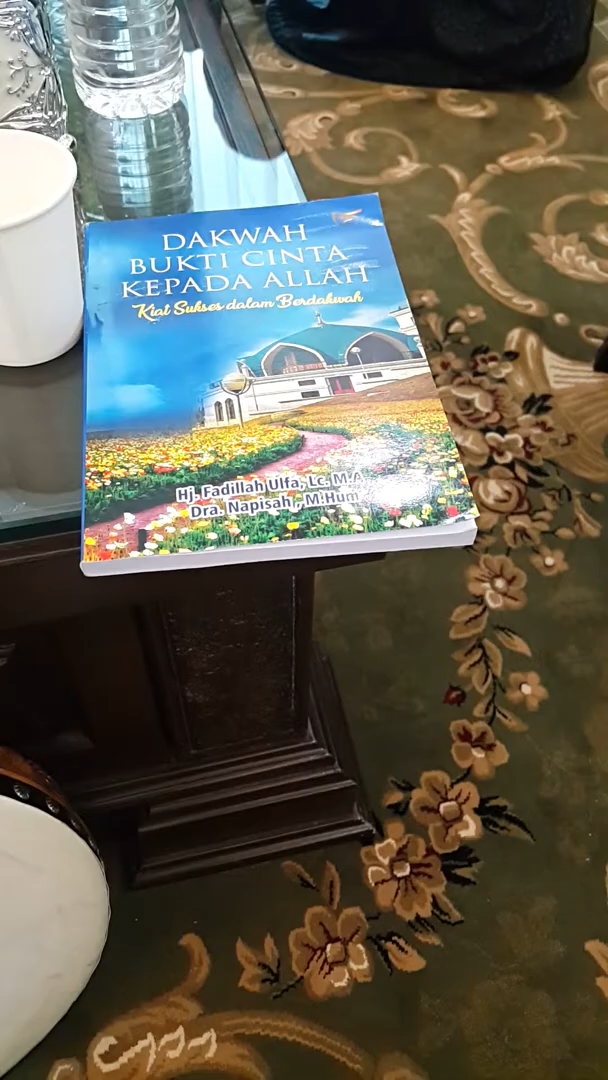 DAKWAH
BUKTI CINTA
KEPADA ALLAH
Kiat Sukses dalam Berdakwah
Hj. Fadillah Ulfa, Lc. M.A
Dra. Napisah, M.Hum